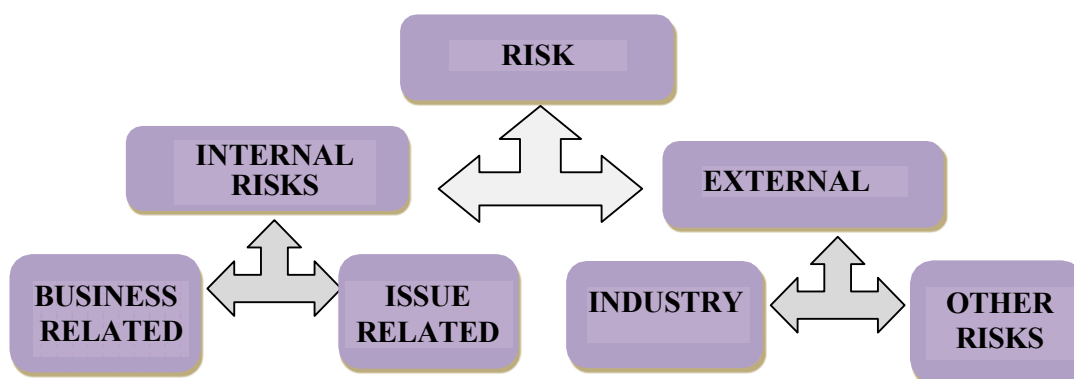 RISK
INTERNAL
RISKS
EXTERNAL
BUSINESS
RELATED
ISSUE
RELATED
INDUSTRY
OTHER
RISKS